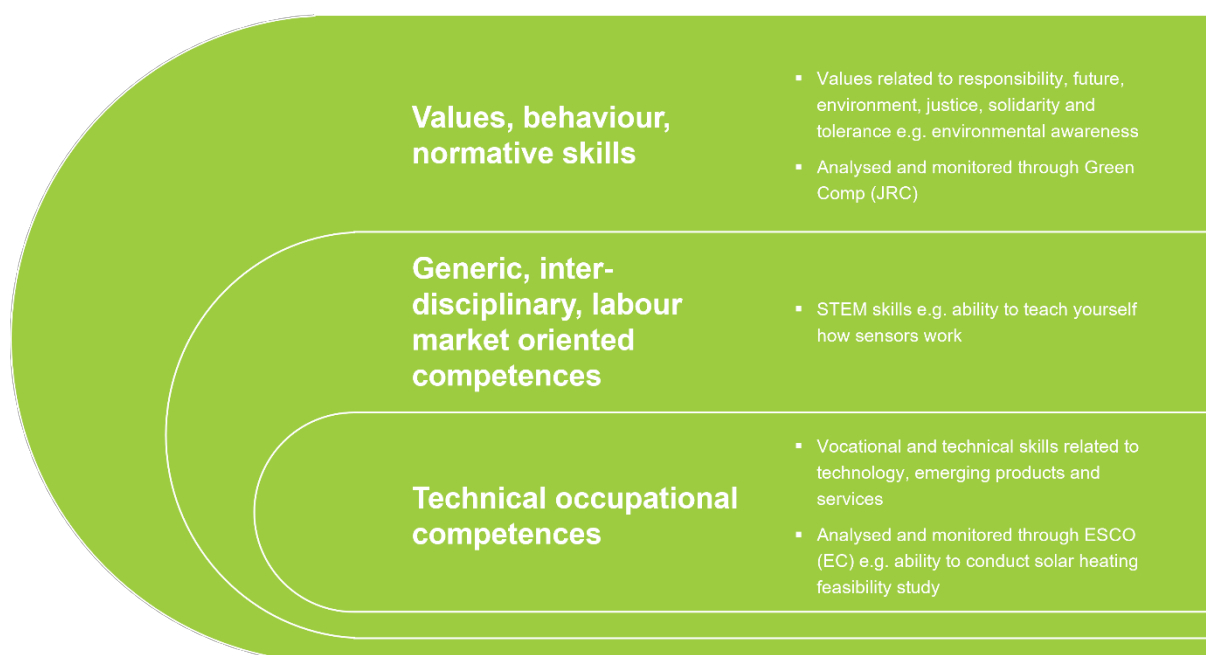 Values, behaviour,
normative skills
▪ Values related to responsibility, future,
environment, justice, solidarity and
tolerance e.g. environmental awareness
▪ Analysed and monitored through Green
Comp (JRC)
Generic, inter-
disciplinary, labour
market oriented
competences
▪ STEM skills e.g. ability to teach yourself
how sensors work
Technical occupational
competences
▪ Vocational and technical skills related to
technology, emerging products and
services
▪ Analysed and monitored through ESCO
(EC) e.g. ability to conduct solar heating
feasibility study